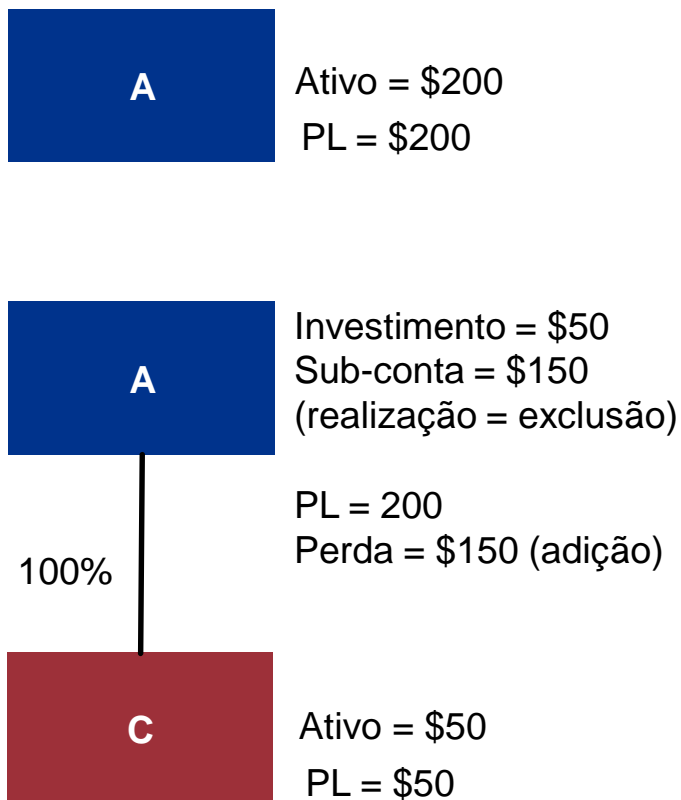 A
Ativo = $200
PL = $200
A
Investimento = $50
Sub-conta = $150
(realização = exclusão)
PL = 200
Perda = $150 (adição)
100%
C
Ativo = $50
PL = $50